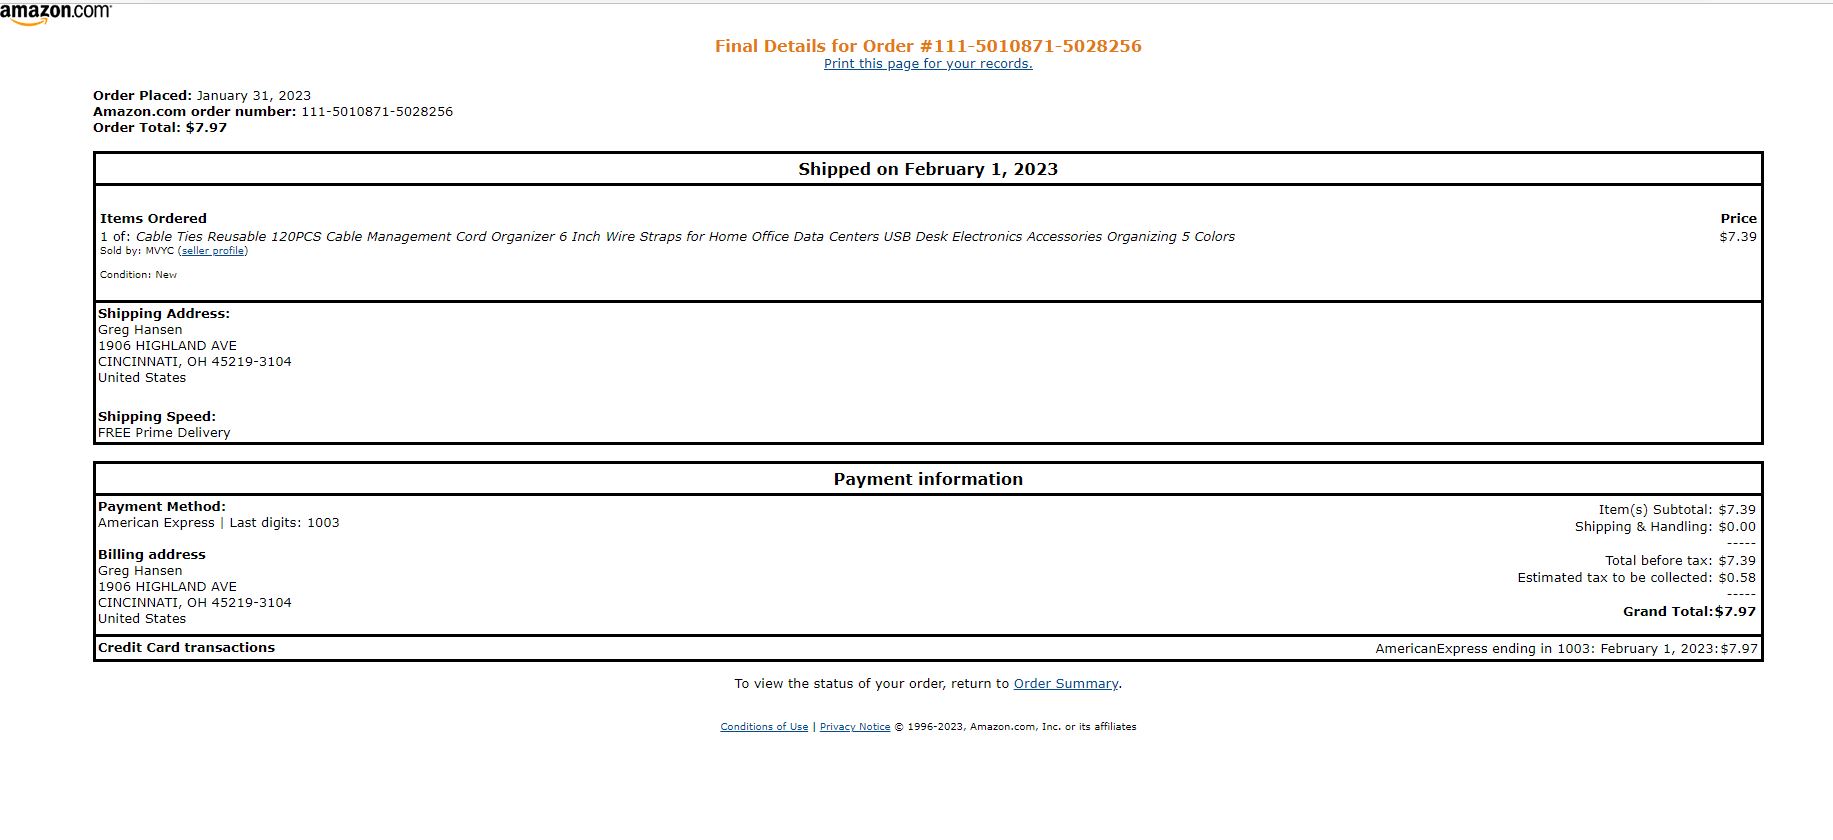 amazon.com
Final Details for Order #111-5010871-5028256
Print this page for your records.
Order Placed: January 31, 2023
Amazon.com order number: 111-5010871-5028256
Order Total: $7.97
Shipped on February 1, 2023
Items Ordered Price
1 of: Cable Ties Reusable 120PCS Cable Management Cord Organizer 6 Inch Wire Straps for Home Office Data Centers USB Desk Electronics Accessories Organizing 5 Colors $7.39
Sold by: MVYC (seller profile)
Condition: New
Shipping Address:
Greg Hansen
1906 HIGHLAND AVE
CINCINNATI, OH 45219-3104
United States
Shipping Speed:
FREE Prime Delivery
Payment information
Payment Method:
American Express | Last digits: 1003
Billing address
Greg Hansen
1906 HIGHLAND AVE
CINCINNATI, OH 45219-3104
United States
Item(s) Subtotal: $7.39
Shipping & Handling: $0.00
-----
Total before tax: $7.39
Estimated tax to be collected: $0.58
-----
Grand Total:$7.97
Credit Card transactions AmericanExpress ending in 1003: February 1, 2023:$7.97
To view the status of your order, return to Order Summary.
Conditions of Use | Privacy Notice © 1996-2023, Amazon.com, Inc. or its affiliates